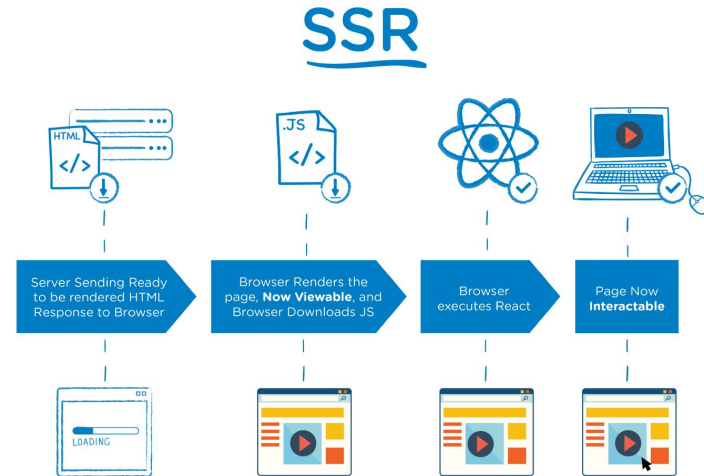 SSR
HTML
</>
.JS
</>
Server Sending Ready
to be rendered HTML
Response to Browser
Browser Renders the
page, Now Viewable, and
Browser Downloads JS
Browser
executes React
Page Now
Interactable
LOADING